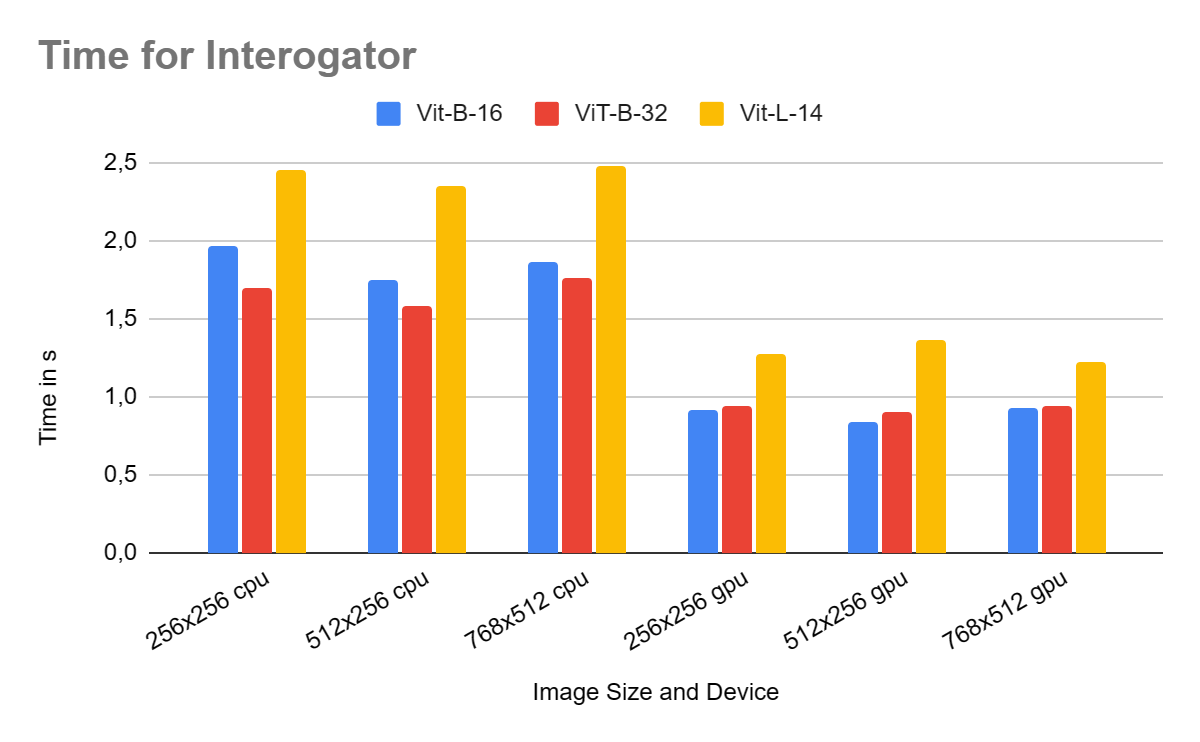 Time for Interogator
Vit-B-16 ViT-B-32 Vit-L-14
2,5
2,0
1,5
1,0
0,5
0,0
Time in s
256x256 cpu 512x256 cpu 768x512 cpu 256x256 gpu 512x256 gpu 768x512 gpu
Image Size and Device